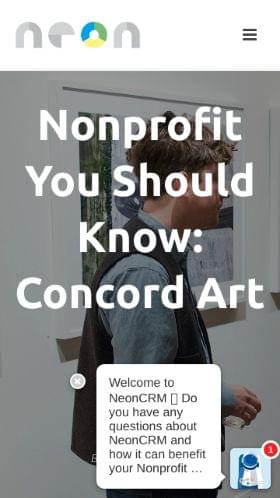 neon
Nonprofit
You Should
Know:
Concord Art
Welcome to
NeonCRM ▯ Do
you have any
questions about
NeonCRM and
how it can benefit
your Nonprofit ...
1